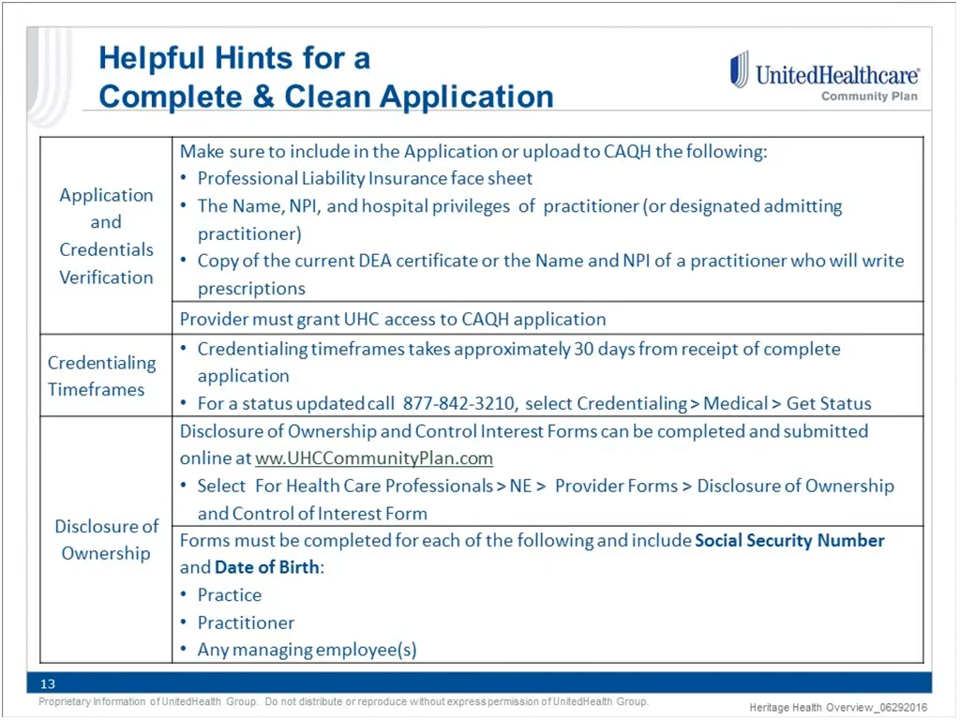 Helpful Hints for a
Complete & Clean Application
UnitedHealthcare®
Community Plan
Application
and
Credentials
Verification
Make sure to include in the Application or upload to CAQH the following:
• Professional Liability Insurance face sheet
• The Name, NPI, and hospital privileges of practitioner (or designated admitting
practitioner)
• Copy of the current DEA certificate or the Name and NPI of a practitioner who will write
prescriptions
Provider must grant UHC access to CAQH application
Credentialing
Timeframes
• Credentialing timeframes takes approximately 30 days from receipt of complete
application
• For a status updated call 877-842-3210, select Credentialing > Medical > Get Status
Disclosure of
Ownership
Disclosure of Ownership and Control Interest Forms can be completed and submitted
online at ww.UHCCommunityPlan.com
• Select For Health Care Professionals > NE > Provider Forms > Disclosure of Ownership
and Control of Interest Form
Forms must be completed for each of the following and include Social Security Number
and Date of Birth:
• Practice
• Practitioner
• Any managing employee(s)
13
Proprietary Information of UnitedHealth Group. Do not distribute or reproduce without express permission of UnitedHealth Group.
Heritage Health Overview_06292016